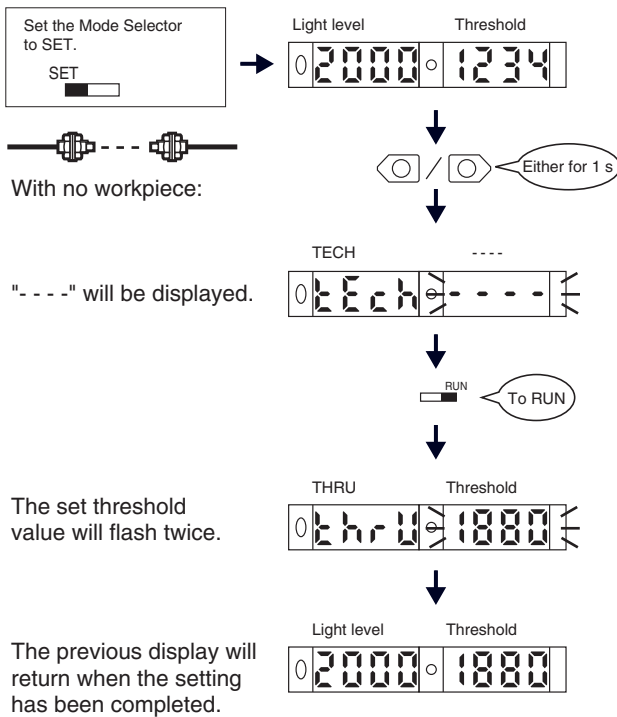 Set the Mode Selector
to SET.
SET
Light level Threshold
2000 1234
With no workpiece:
/ Either for 1 s
TECH ----
"- - - -" will be displayed.
tEch ----
RUN
To RUN
THRU Threshold
The set threshold
value will flash twice.
thrU 1880
Light level Threshold
The previous display will
return when the setting
has been completed.
2000 1880